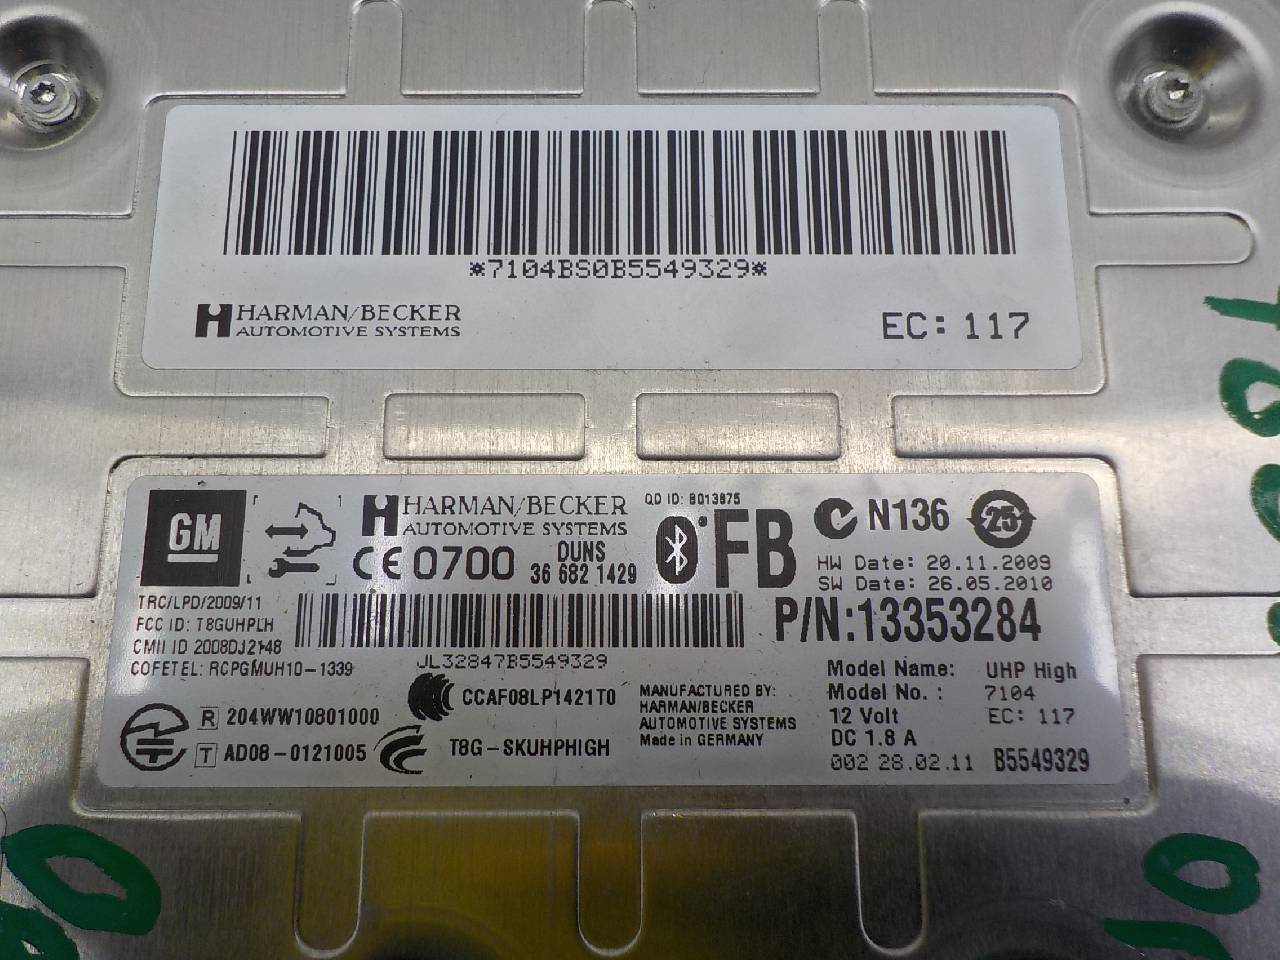 *7104BS0B5549329*
HARMAN/BECKER
AUTOMOTIVE SYSTEMS
EC: 117
GM
HARMAN/BECKER
AUTOMOTIVE SYSTEMS
QD ID: B013875
FB
N136
25
CE 0700
DUNS
36 682 1429
HW Date: 20.11.2009
SW Date: 26.05.2010
TRC/LPD/2009/11
FCC ID: T8GUHPLH
CMII ID 2008DJ2148
COFETEL: RCPGMUH10-1339
P/N:13353284
JL32847B5549329
CCAF08LP1421T0
R 204WW10801000
T AD08-0121005
T8G-SKUHPHIGH
MANUFACTURED BY:
HARMAN/BECKER
AUTOMOTIVE SYSTEMS
Made in GERMANY
Model Name: UHP High
Model No.: 7104
12 Volt EC: 117
DC 1.8 A
002 28.02.11 B5549329